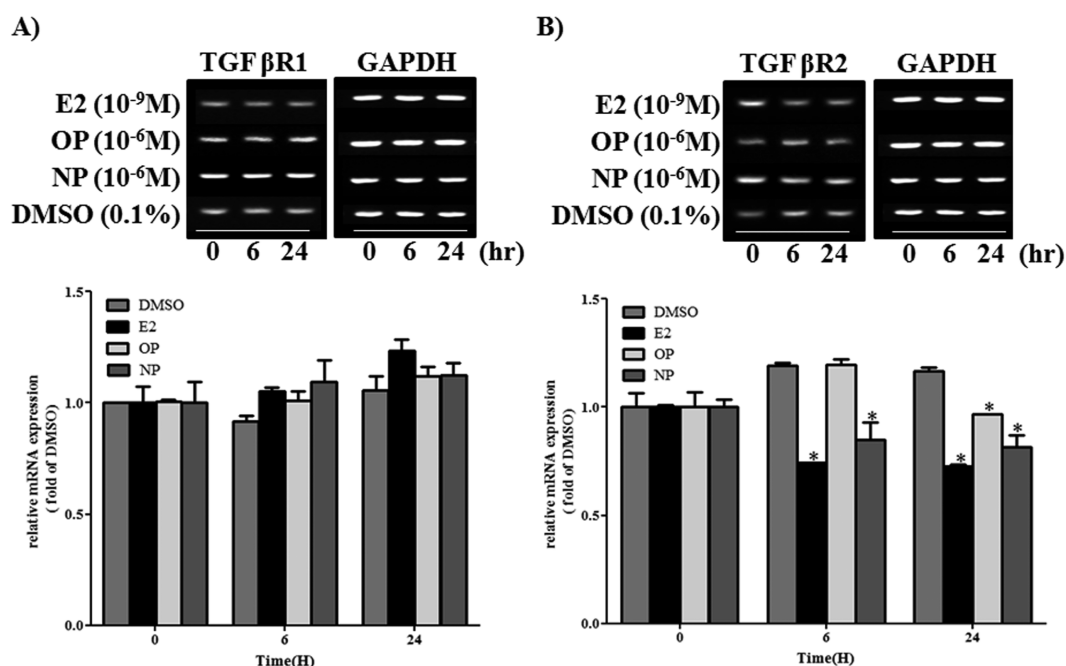 A)
TGF βR1 GAPDH
E2 (10-9M)
OP (10-6M)
NP (10-6M)
DMSO (0.1%)
0 6 24 0 6 24 (hr)
relative mRNA expression
( fold of DMSO)
1.5
1.0
0.5
0.0
DMSO
E2
OP
NP
0 6 24
Time(H)
B)
TGF βR2 GAPDH
E2 (10-9M)
OP (10-6M)
NP (10-6M)
DMSO (0.1%)
0 6 24 0 6 24 (hr)
relative mRNA expression
( fold of DMSO)
1.5
1.0
0.5
0.0
DMSO
E2
OP
NP
* * * * *
0 6 24
Time(H)